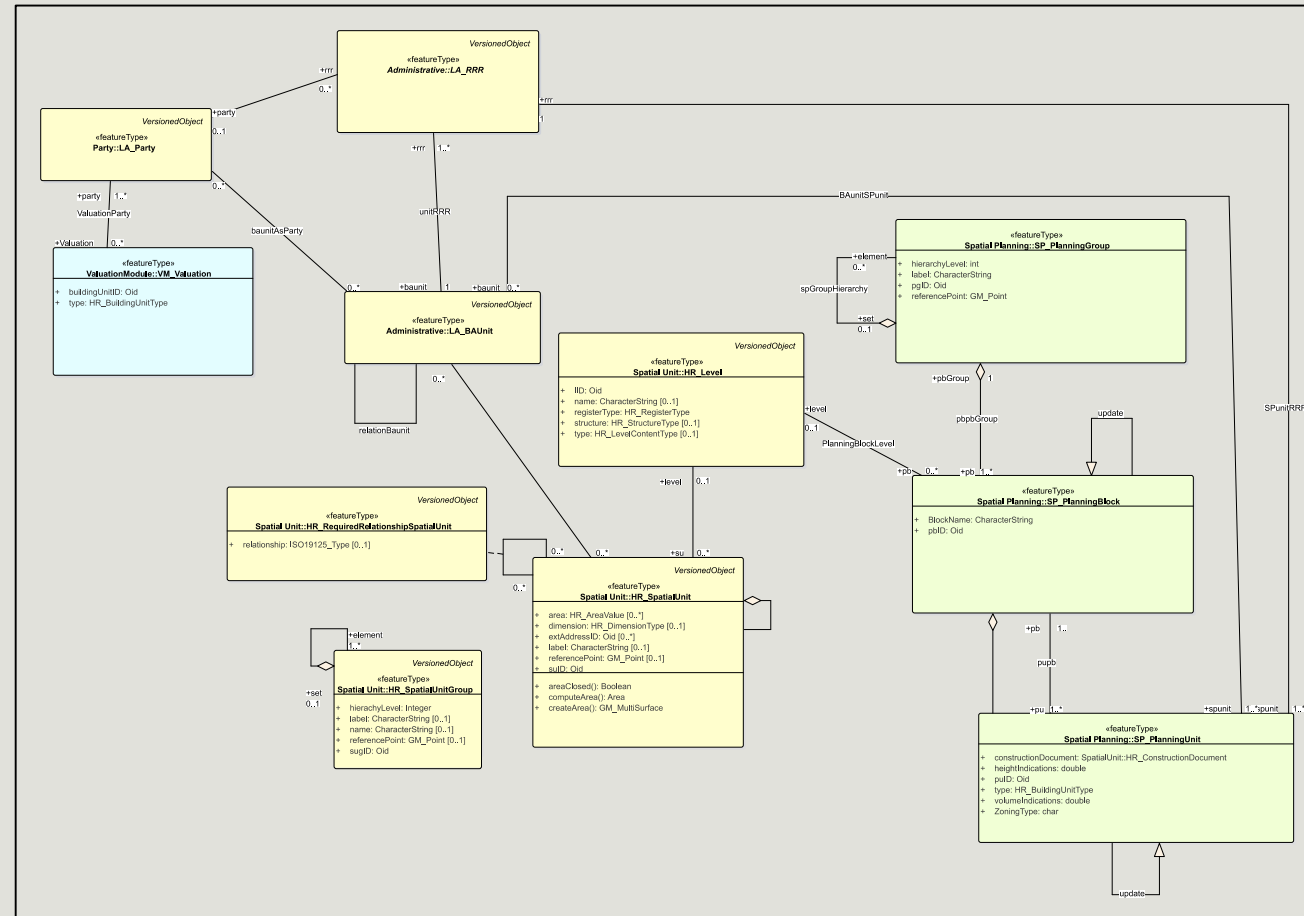 VersionedObject
«featureType»
Administrative::LA_RRR
+rrr
0..*
+party
0..1
+rrr
1
VersionedObject
«featureType»
Party::LA_Party
+rrr 1..*
unitRRR
0..*
+party 1..*
ValuationParty
+Valuation 0..*
baunitAsParty
BAunitSPunit
«featureType»
ValuationModule::VM_Valuation
+ buildingUnitID: Oid
+ type: HR_BuildingUnitType
0..*
+baunit 1
+baunit 0..*
VersionedObject
«featureType»
Administrative::LA_BAUnit
0..*
relationBaunit
«featureType»
Spatial Planning::SP_PlanningGroup
+ hierarchyLevel: int
+ label: CharacterString
+ pgID: Oid
+ referencePoint: GM_Point
+element
0..*
spGroupHierarchy
+set
0..1
VersionedObject
«featureType»
Spatial Unit::HR_Level
+ lID: Oid
+ name: CharacterString [0..1]
+ registerType: HR_RegisterType
+ structure: HR_StructureType [0..1]
+ type: HR_LevelContentType [0..1]
+pbGroup 1
pbpbGroup
+pb 1..*
update
SPunitRRR
+level
0..1
PlanningBlockLevel
+pb 0..*
«featureType»
Spatial Planning::SP_PlanningBlock
+ BlockName: CharacterString
+ pbID: Oid
+level 0..1
+su 0..*
0..*
VersionedObject
«featureType»
Spatial Unit::HR_RequiredRelationshipSpatialUnit
+ relationship: ISO19125_Type [0..1]
0..*
0..*
VersionedObject
«featureType»
Spatial Unit::HR_SpatialUnit
+ area: HR_AreaValue [0..*]
+ dimension: HR_DimensionType [0..1]
+ extAddressID: Oid [0..*]
+ label: CharacterString [0..1]
+ referencePoint: GM_Point [0..1]
+ suID: Oid
+ areaClosed(): Boolean
+ computeArea(): Area
+ createArea(): GM_MultiSurface
+element
1..*
+set
0..1
VersionedObject
«featureType»
Spatial Unit::HR_SpatialUnitGroup
+ hierachyLevel: Integer
+ label: CharacterString [0..1]
+ name: CharacterString [0..1]
+ referencePoint: GM_Point [0..1]
+ sugID: Oid
+pb 1..
pupb
+pu 1..*
+spunit 1..*
spunit 1..*
«featureType»
Spatial Planning::SP_PlanningUnit
+ constructionDocument: SpatialUnit::HR_ConstructionDocument
+ heightIndications: double
+ puID: Oid
+ type: HR_BuildingUnitType
+ volumeIndications: double
+ ZoningType: char
update